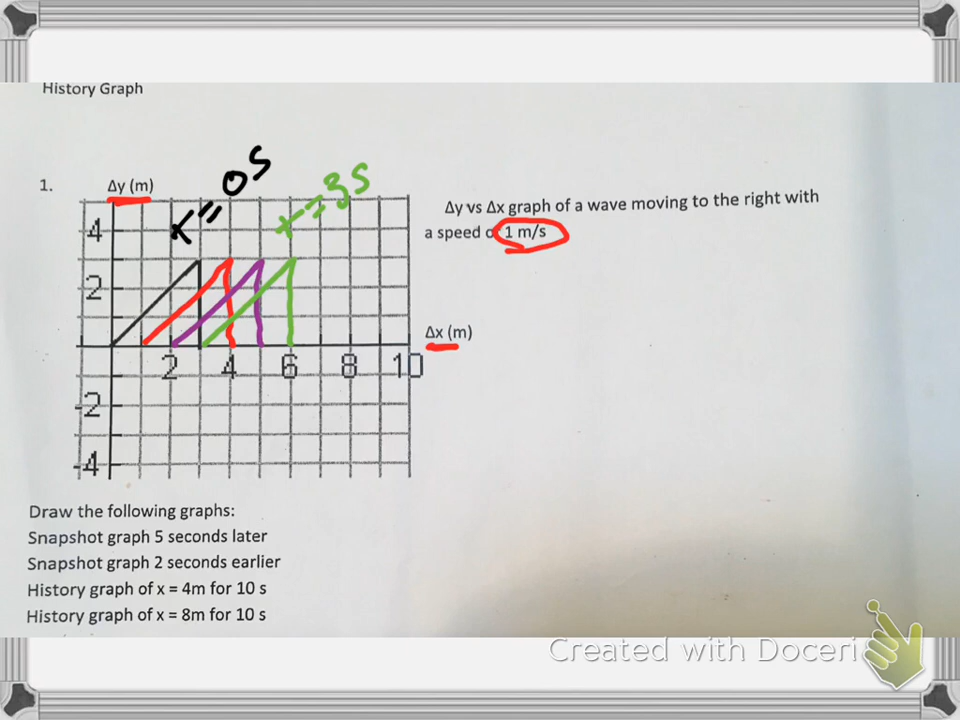 History Graph
t = 0s
t = 3s
1. Δy (m)
Δy vs Δx graph of a wave moving to the right with
a speed of 1 m/s
4
2
Δx (m)
2 4 6 8 10
-2
-4
Draw the following graphs:
Snapshot graph 5 seconds later
Snapshot graph 2 seconds earlier
History graph of x = 4m for 10 s
History graph of x = 8m for 10 s
Created with Doceri